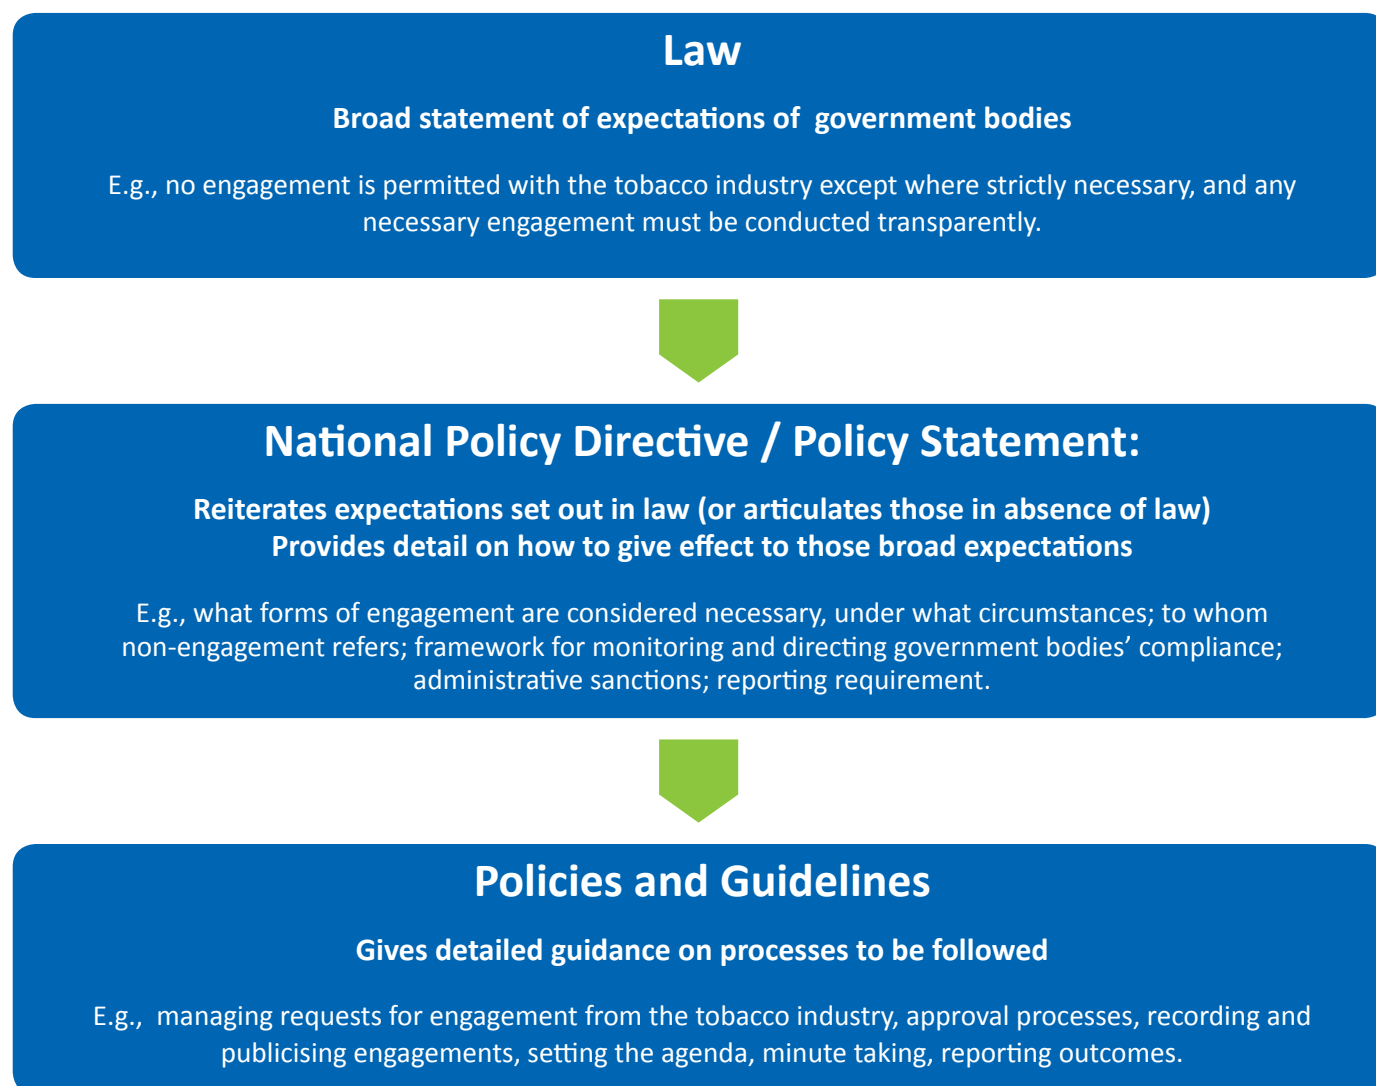 Law
Broad statement of expectations of  government bodies
E.g., no engagement is permitted with the tobacco industry except where strictly necessary, and any
necessary engagement must be conducted transparently.
National Policy Directive / Policy Statement:
Reiterates expectations set out in law (or articulates those in absence of law)
Provides detail on how to give effect to those broad expectations
E.g., what forms of engagement are considered necessary, under what circumstances; to whom
non-engagement refers; framework for monitoring and directing government bodies’ compliance;
administrative sanctions; reporting requirement.
Policies and Guidelines
Gives detailed guidance on processes to be followed
E.g.,  managing requests for engagement from the tobacco industry, approval processes, recording and
publicising engagements, setting the agenda, minute taking, reporting outcomes.